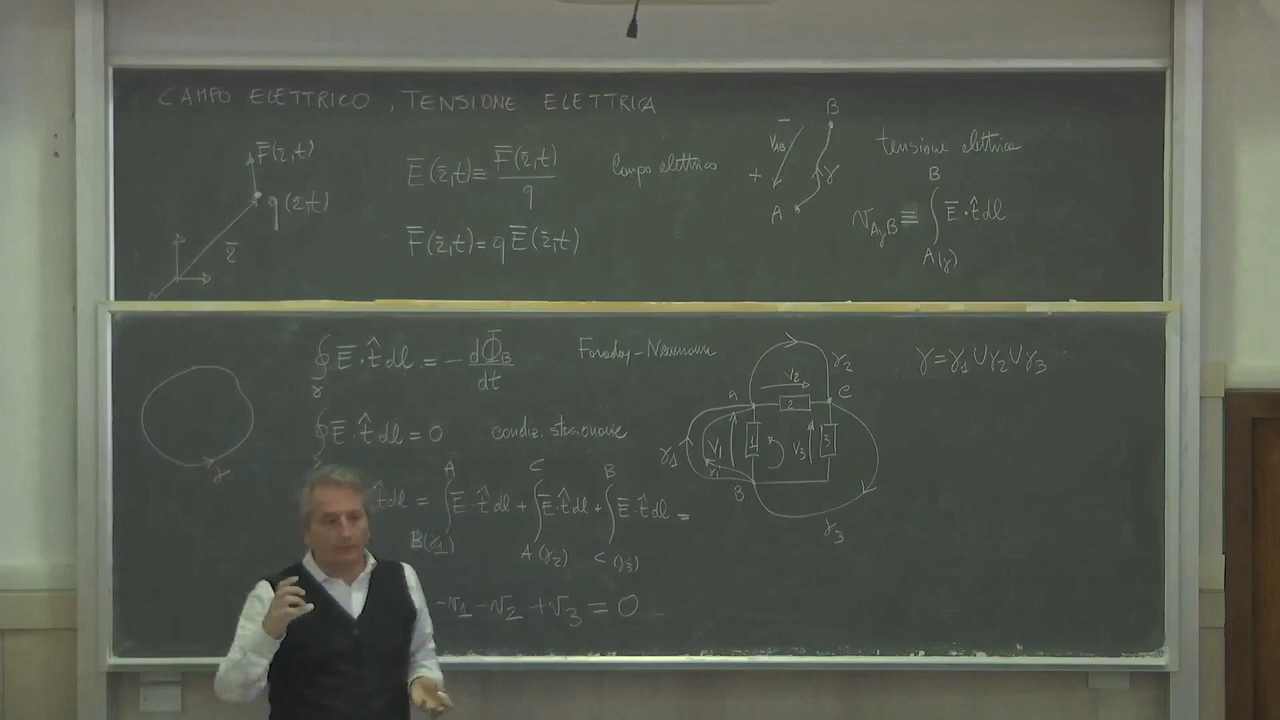 CAMPO ELETTRICO, TENSIONE ELETTRICA
F̅(r̅,t)
q(r̅,t)
r̅
E̅(r̅,t) ≡ F̅(r̅,t) / q
Campo elettrico
F̅(r̅,t) = q E̅(r̅,t)
B
−
v_AB
+
γ
A
tensione elettrica
v_AγB ≡ ∫_A(γ)^B E̅·t̂ dl
γ
∮_γ E̅·t̂ dl = − dΦ_B / dt
Faraday-Neumann
∮ E̅·t̂ dl = 0
condiz. stazionarie
t̂ dl = ∫_B(γ1)^A E̅·t̂ dl + ∫_A(γ2)^C E̅·t̂ dl + ∫_C(γ3)^B E̅·t̂ dl =
−v1 − v2 + v3 = 0
γ2
v2
A
2
C
γ1
v1
1
v3
3
γ1
B
γ3
γ = γ1 ∪ γ2 ∪ γ3